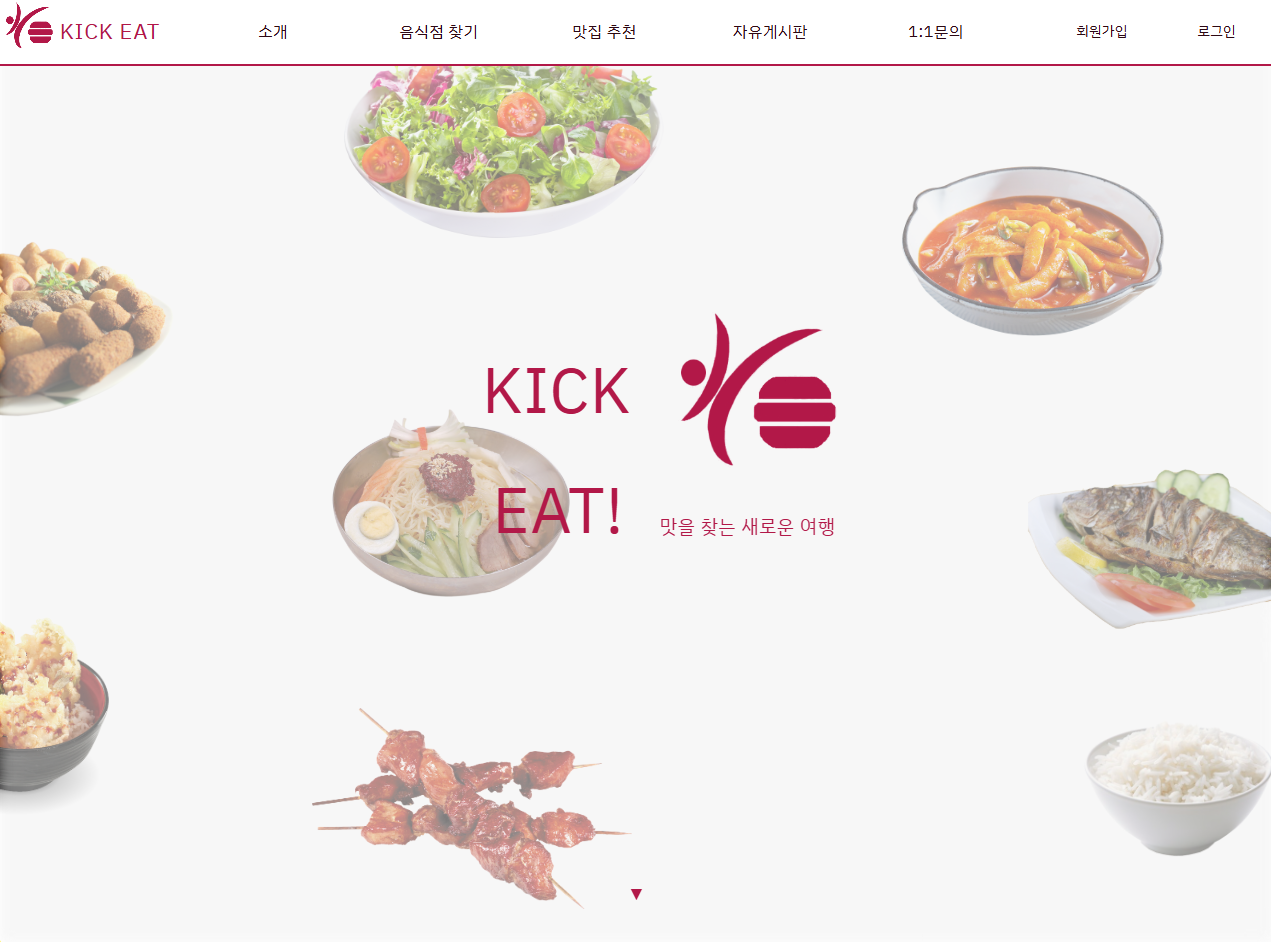 KICK EAT
소개
음식점 찾기
맛집 추천
자유게시판
1:1문의
회원가입
로그인
KICK
EAT!
맛을 찾는 새로운 여행
▼